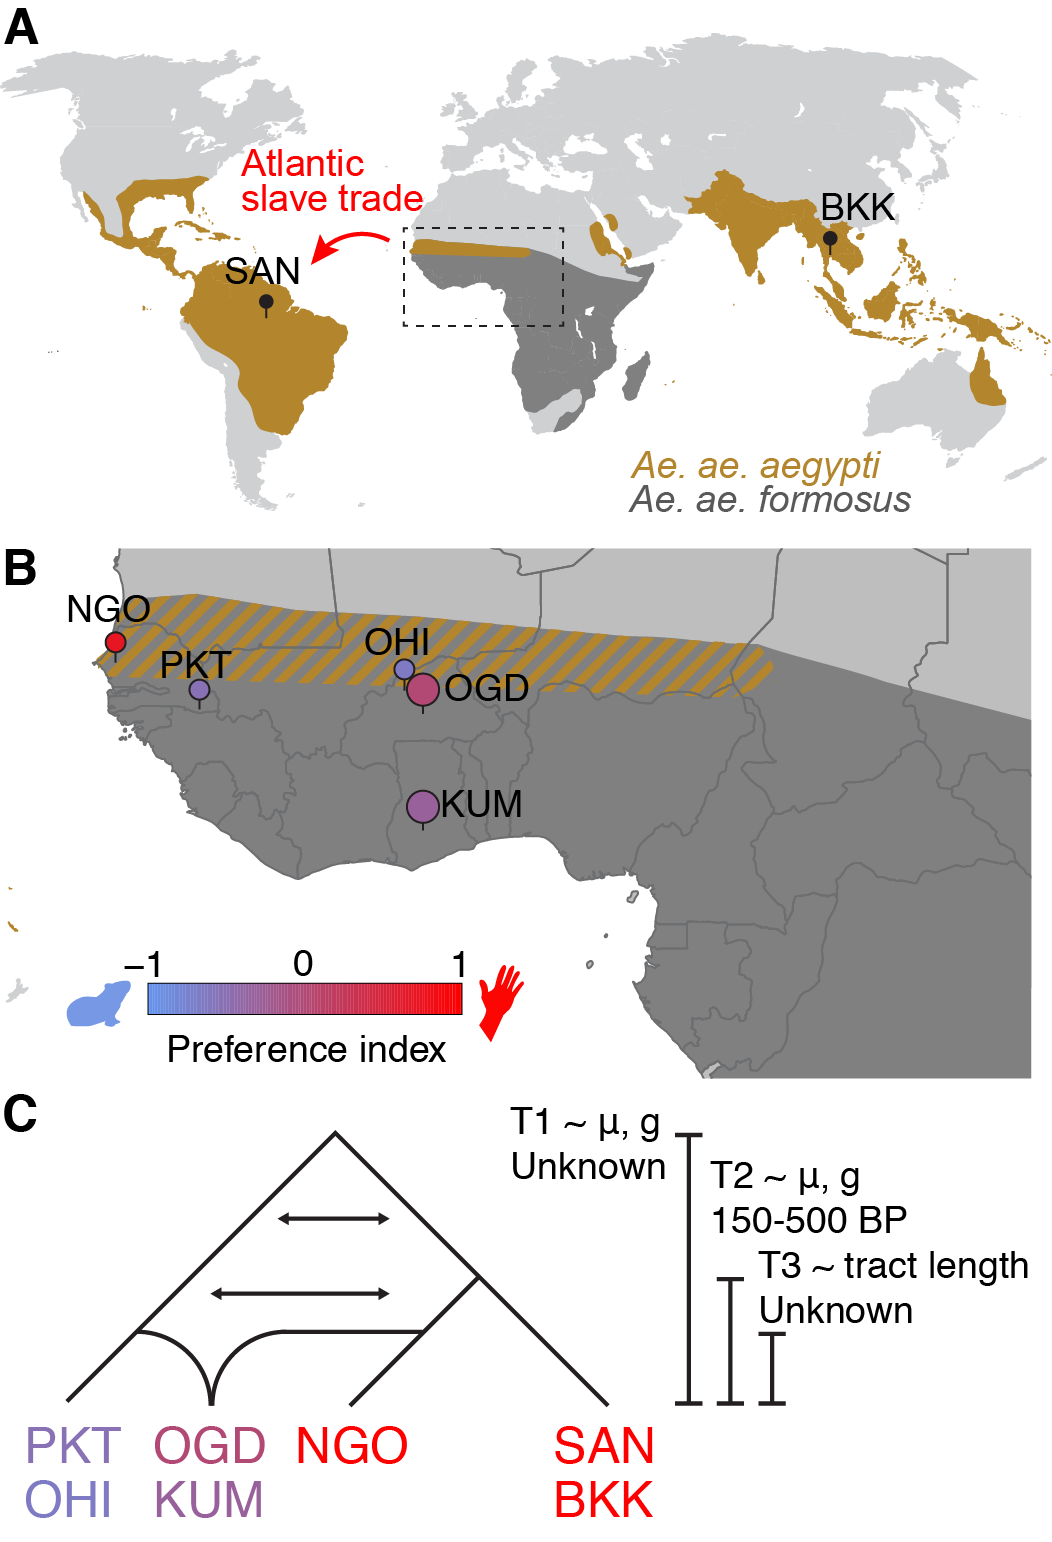 A
Atlantic
slave trade
SAN
BKK
Ae. ae. aegypti
Ae. ae. formosus
B
NGO
PKT
OHI
OGD
KUM
−1 0 1
Preference index
C
T1 ~ μ, g
Unknown
T2 ~ μ, g
150-500 BP
T3 ~ tract length
Unknown
PKT OGD NGO SAN
OHI KUM BKK